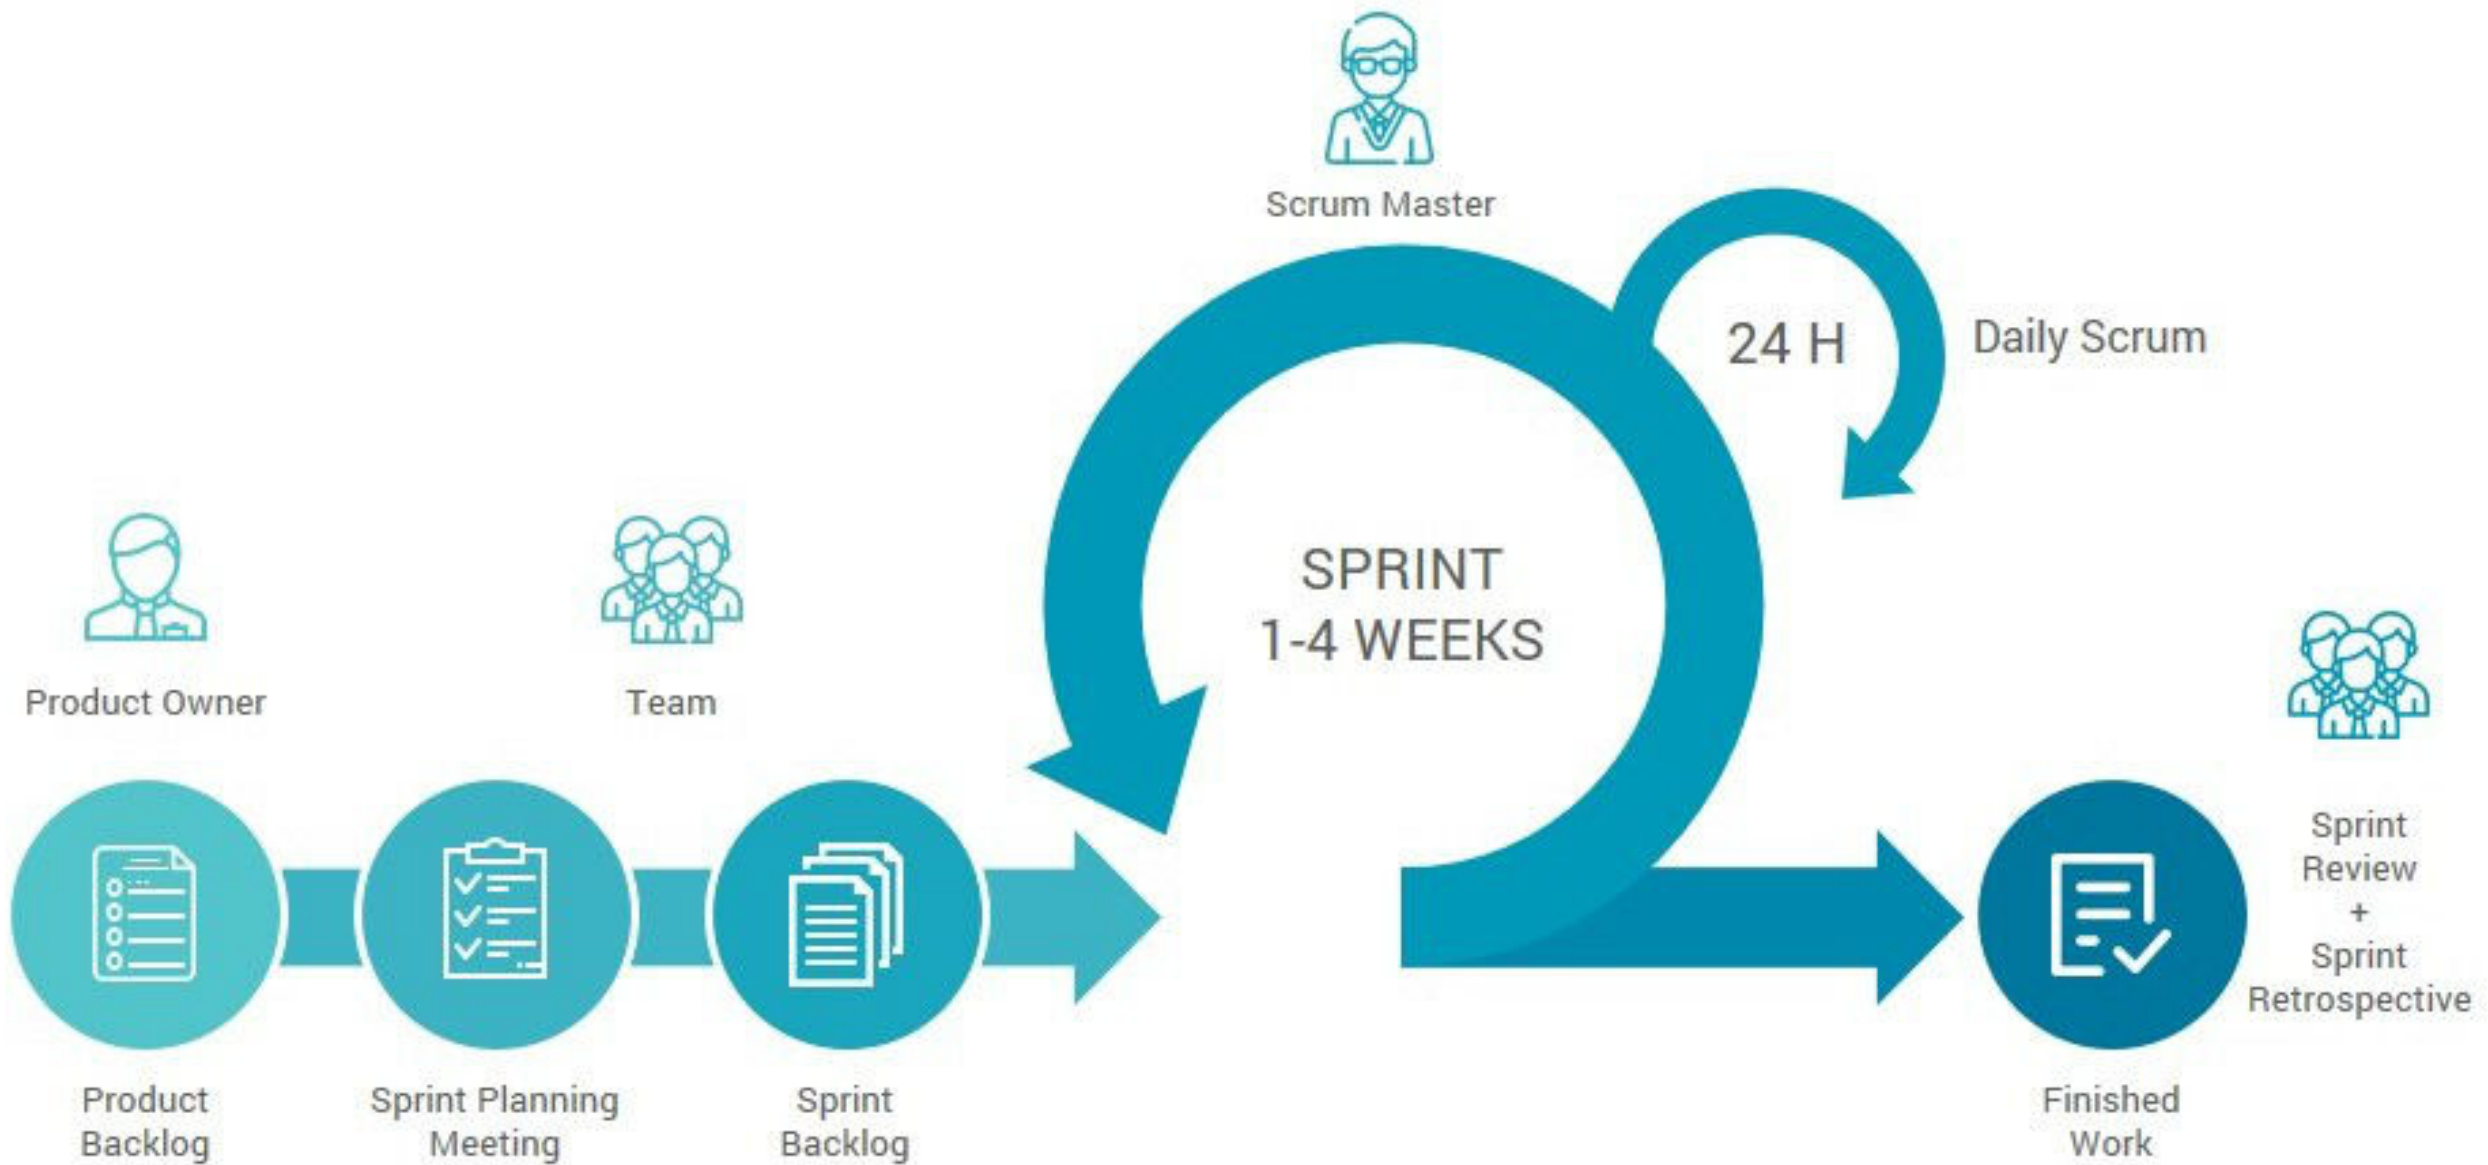 Scrum Master
24 H
Daily Scrum
SPRINT
1-4 WEEKS
Product Owner
Team
Sprint
Review
+
Sprint
Retrospective
Product
Backlog
Sprint Planning
Meeting
Sprint
Backlog
Finished
Work